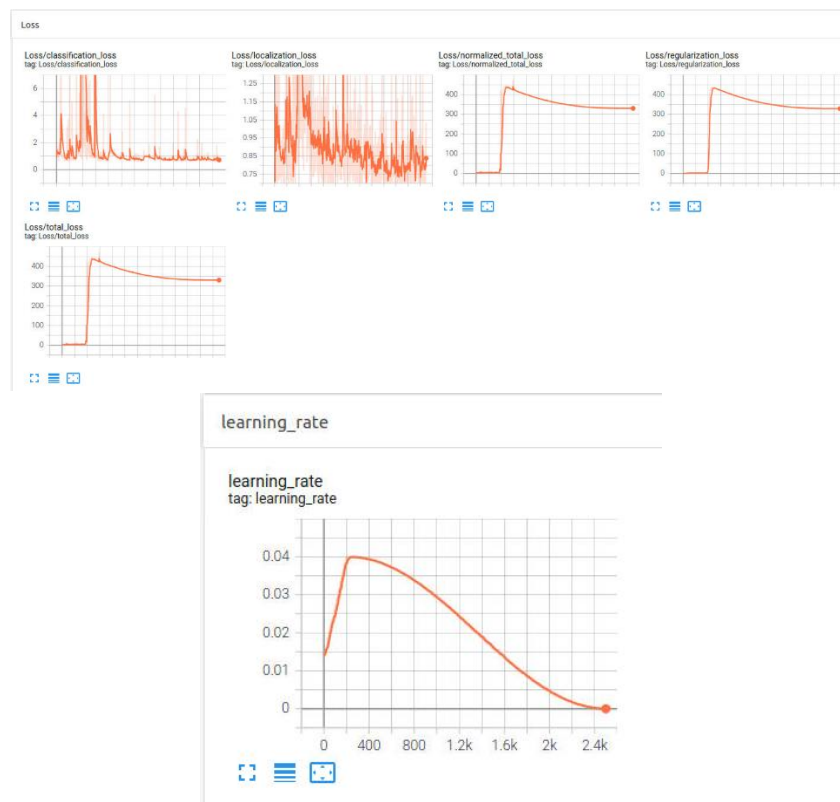 Loss
Loss/classification_loss
tag: Loss/classification_loss
6
4
2
0
Loss/localization_loss
tag: Loss/localization_loss
1.25
1.15
1.05
0.95
0.85
0.75
Loss/normalized_total_loss
tag: Loss/normalized_total_loss
400
300
200
100
0
Loss/regularization_loss
tag: Loss/regularization_loss
400
300
200
100
0
Loss/total_loss
tag: Loss/total_loss
400
300
200
100
0
learning_rate
learning_rate
tag: learning_rate
0.04
0.03
0.02
0.01
0
0 400 800 1.2k 1.6k 2k 2.4k